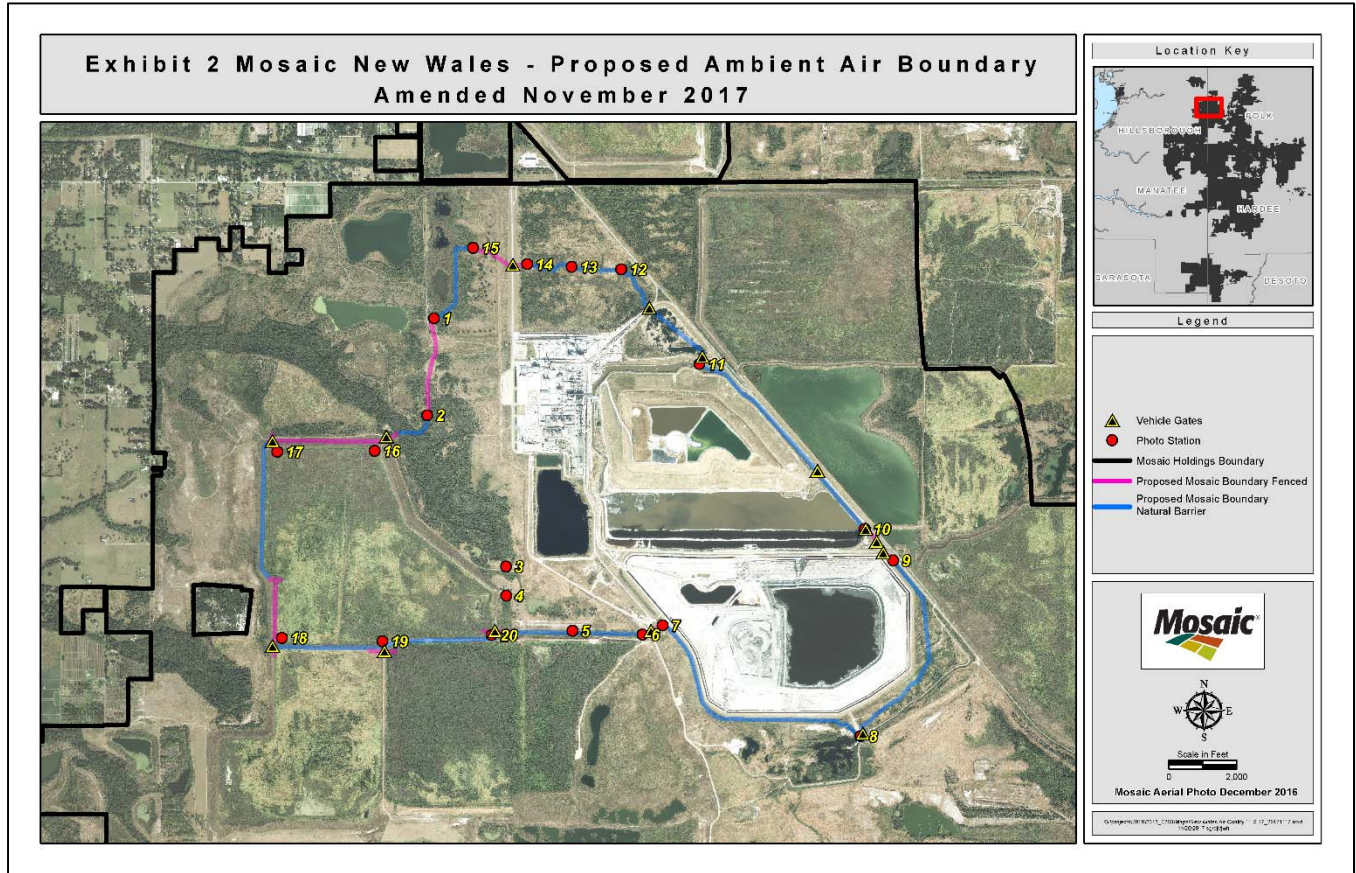 Exhibit 2 Mosaic New Wales - Proposed Ambient Air Boundary
Amended November 2017
15
14
13
12
1
11
2
17
16
10
9
3
4
18
19
20
5
6
7
8
Location Key
POLK
HILLSBOROUGH
MANATEE
HARDEE
SARASOTA
DESOTO
Legend
Vehicle Gates
Photo Station
Mosaic Holdings Boundary
Proposed Mosaic Boundary Fenced
Proposed Mosaic Boundary
Natural Barrier
Mosaic
N
W
E
S
Scale in Feet
0
2,000
Mosaic Aerial Photo December 2016